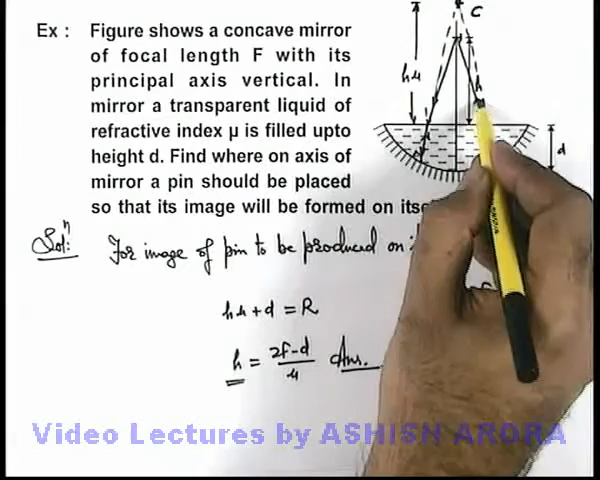 Ex : Figure shows a concave mirror
of focal length F with its
principal axis vertical. In
mirror a transparent liquid of
refractive index μ is filled upto
height d. Find where on axis of
mirror a pin should be placed
so that its image will be formed on
C
hμ
h
d
Solⁿ: For image of pin to be produced on
hμ + d = R
h = 2F-d / μ Ans.
Video Lectures by ASHISH ARORA